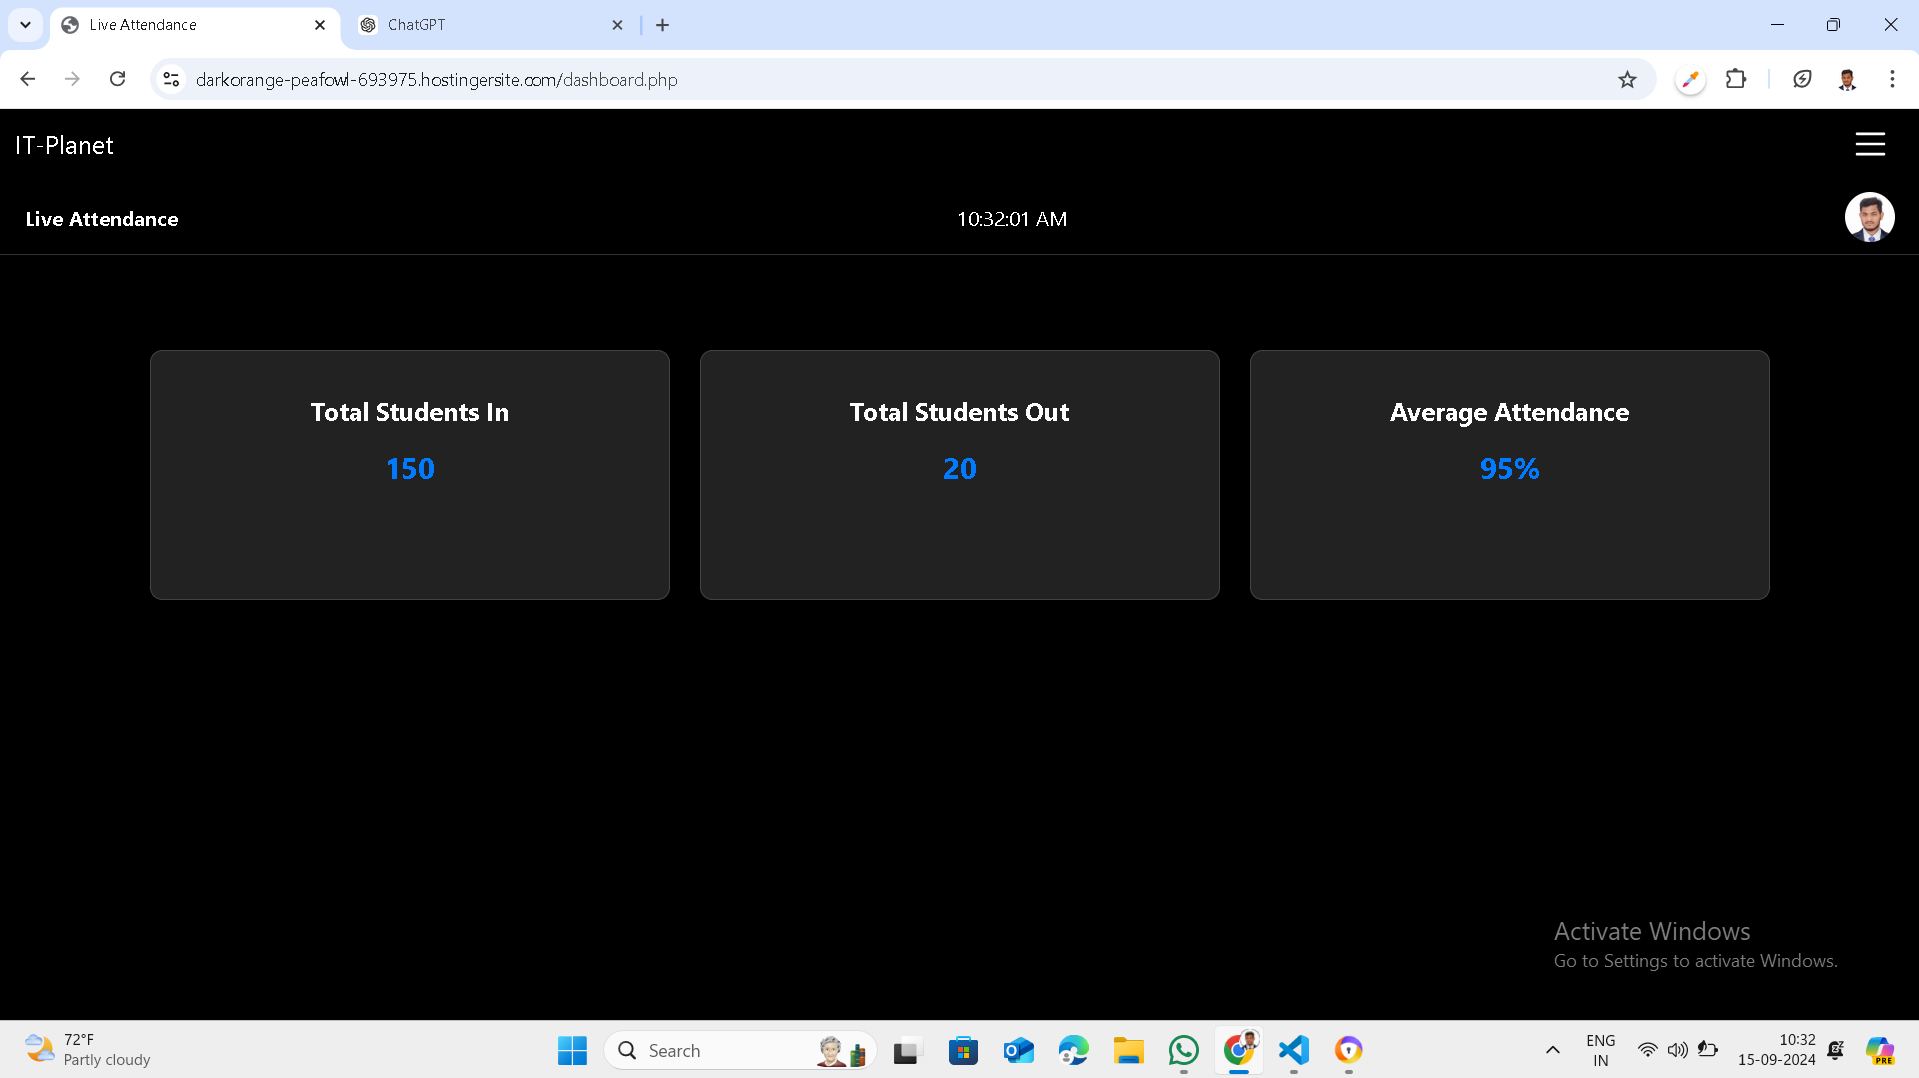 Live Attendance
ChatGPT
darkorange-peafowl-693975.hostingersite.com/dashboard.php
IT-Planet
Live Attendance
10:32:01 AM
Total Students In
150
Total Students Out
20
Average Attendance
95%
Activate Windows
Go to Settings to activate Windows.
72°F
Partly cloudy
Search
PRE
ENG
IN
10:32
15-09-2024